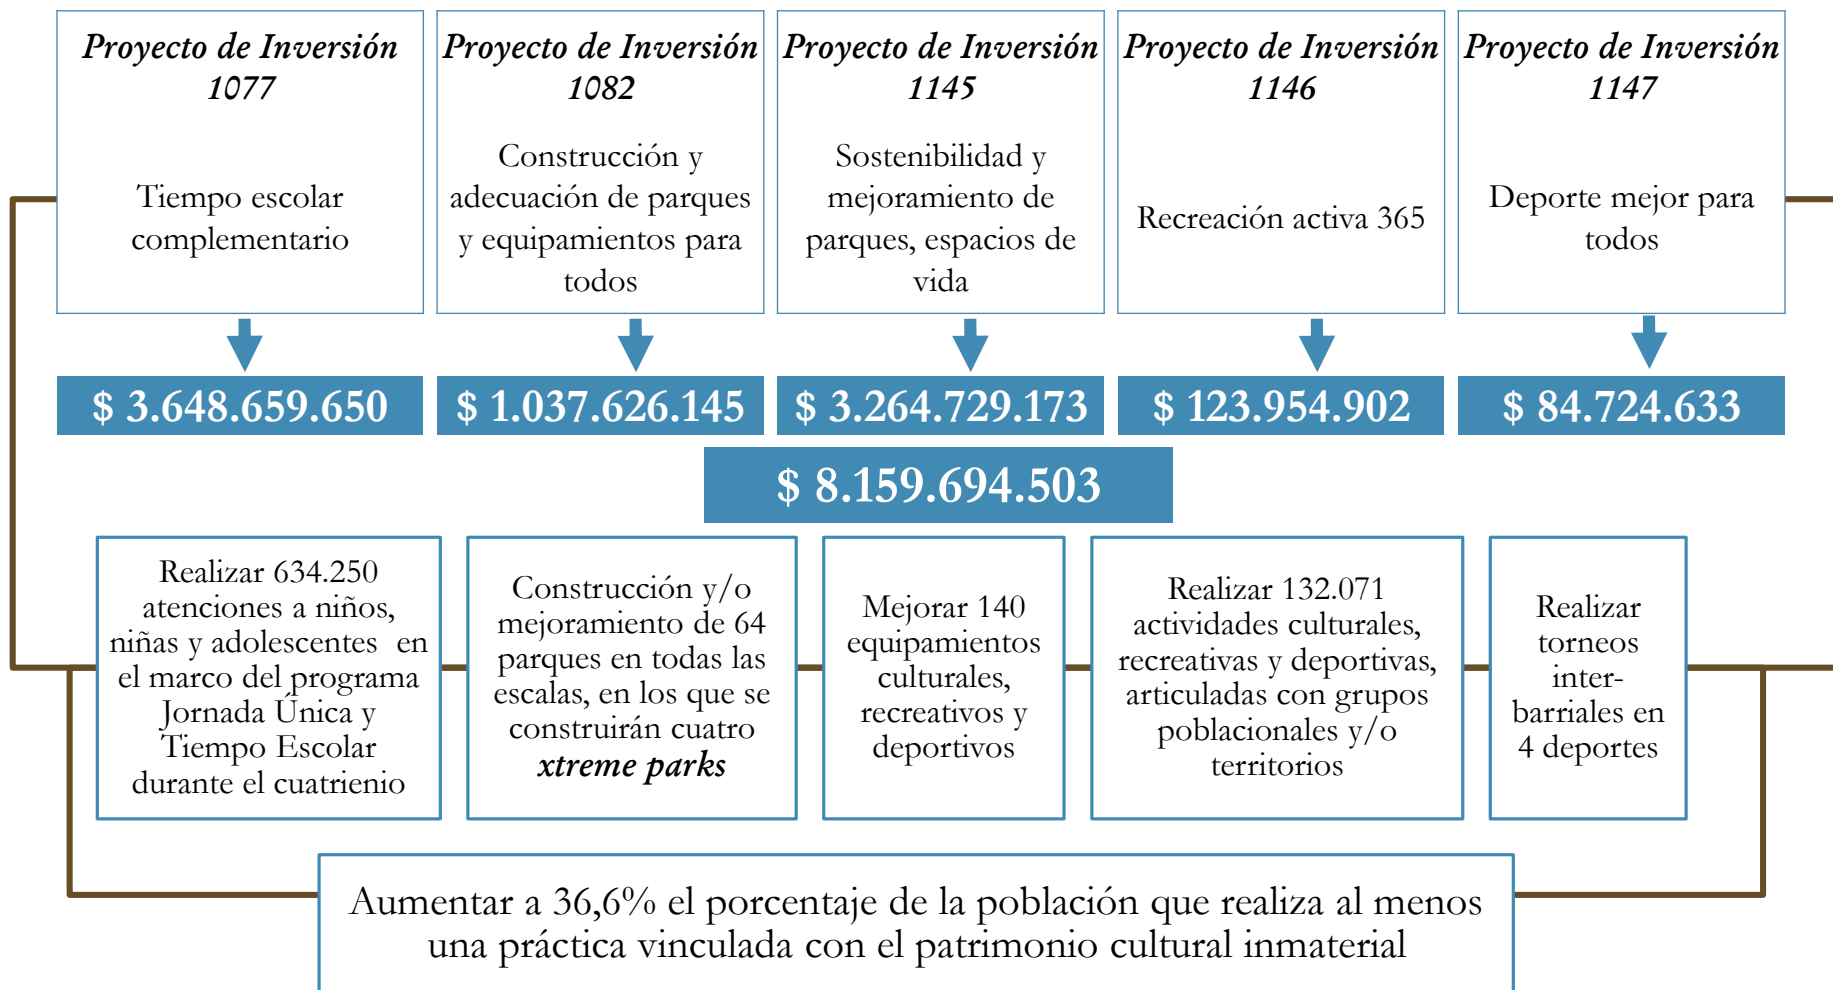 Proyecto de Inversión
1077
Tiempo escolar
complementario
Proyecto de Inversión
1082
Construcción y
adecuación de parques
y equipamientos para
todos
Proyecto de Inversión
1145
Sostenibilidad y
mejoramiento de
parques, espacios de
vida
Proyecto de Inversión
1146
Recreación activa 365
Proyecto de Inversión
1147
Deporte mejor para
todos
$ 3.648.659.650
$ 1.037.626.145
$ 3.264.729.173
$ 123.954.902
$ 84.724.633
$ 8.159.694.503
Realizar 634.250
atenciones a niños,
niñas y adolescentes en
el marco del programa
Jornada Única y
Tiempo Escolar
durante el cuatrienio
Construcción y/o
mejoramiento de 64
parques en todas las
escalas, en los que se
construirán cuatro
xtreme parks
Mejorar 140
equipamientos
culturales,
recreativos y
deportivos
Realizar 132.071
actividades culturales,
recreativas y deportivas,
articuladas con grupos
poblacionales y/o
territorios
Realizar
torneos
inter-
barriales en
4 deportes
Aumentar a 36,6% el porcentaje de la población que realiza al menos
una práctica vinculada con el patrimonio cultural inmaterial